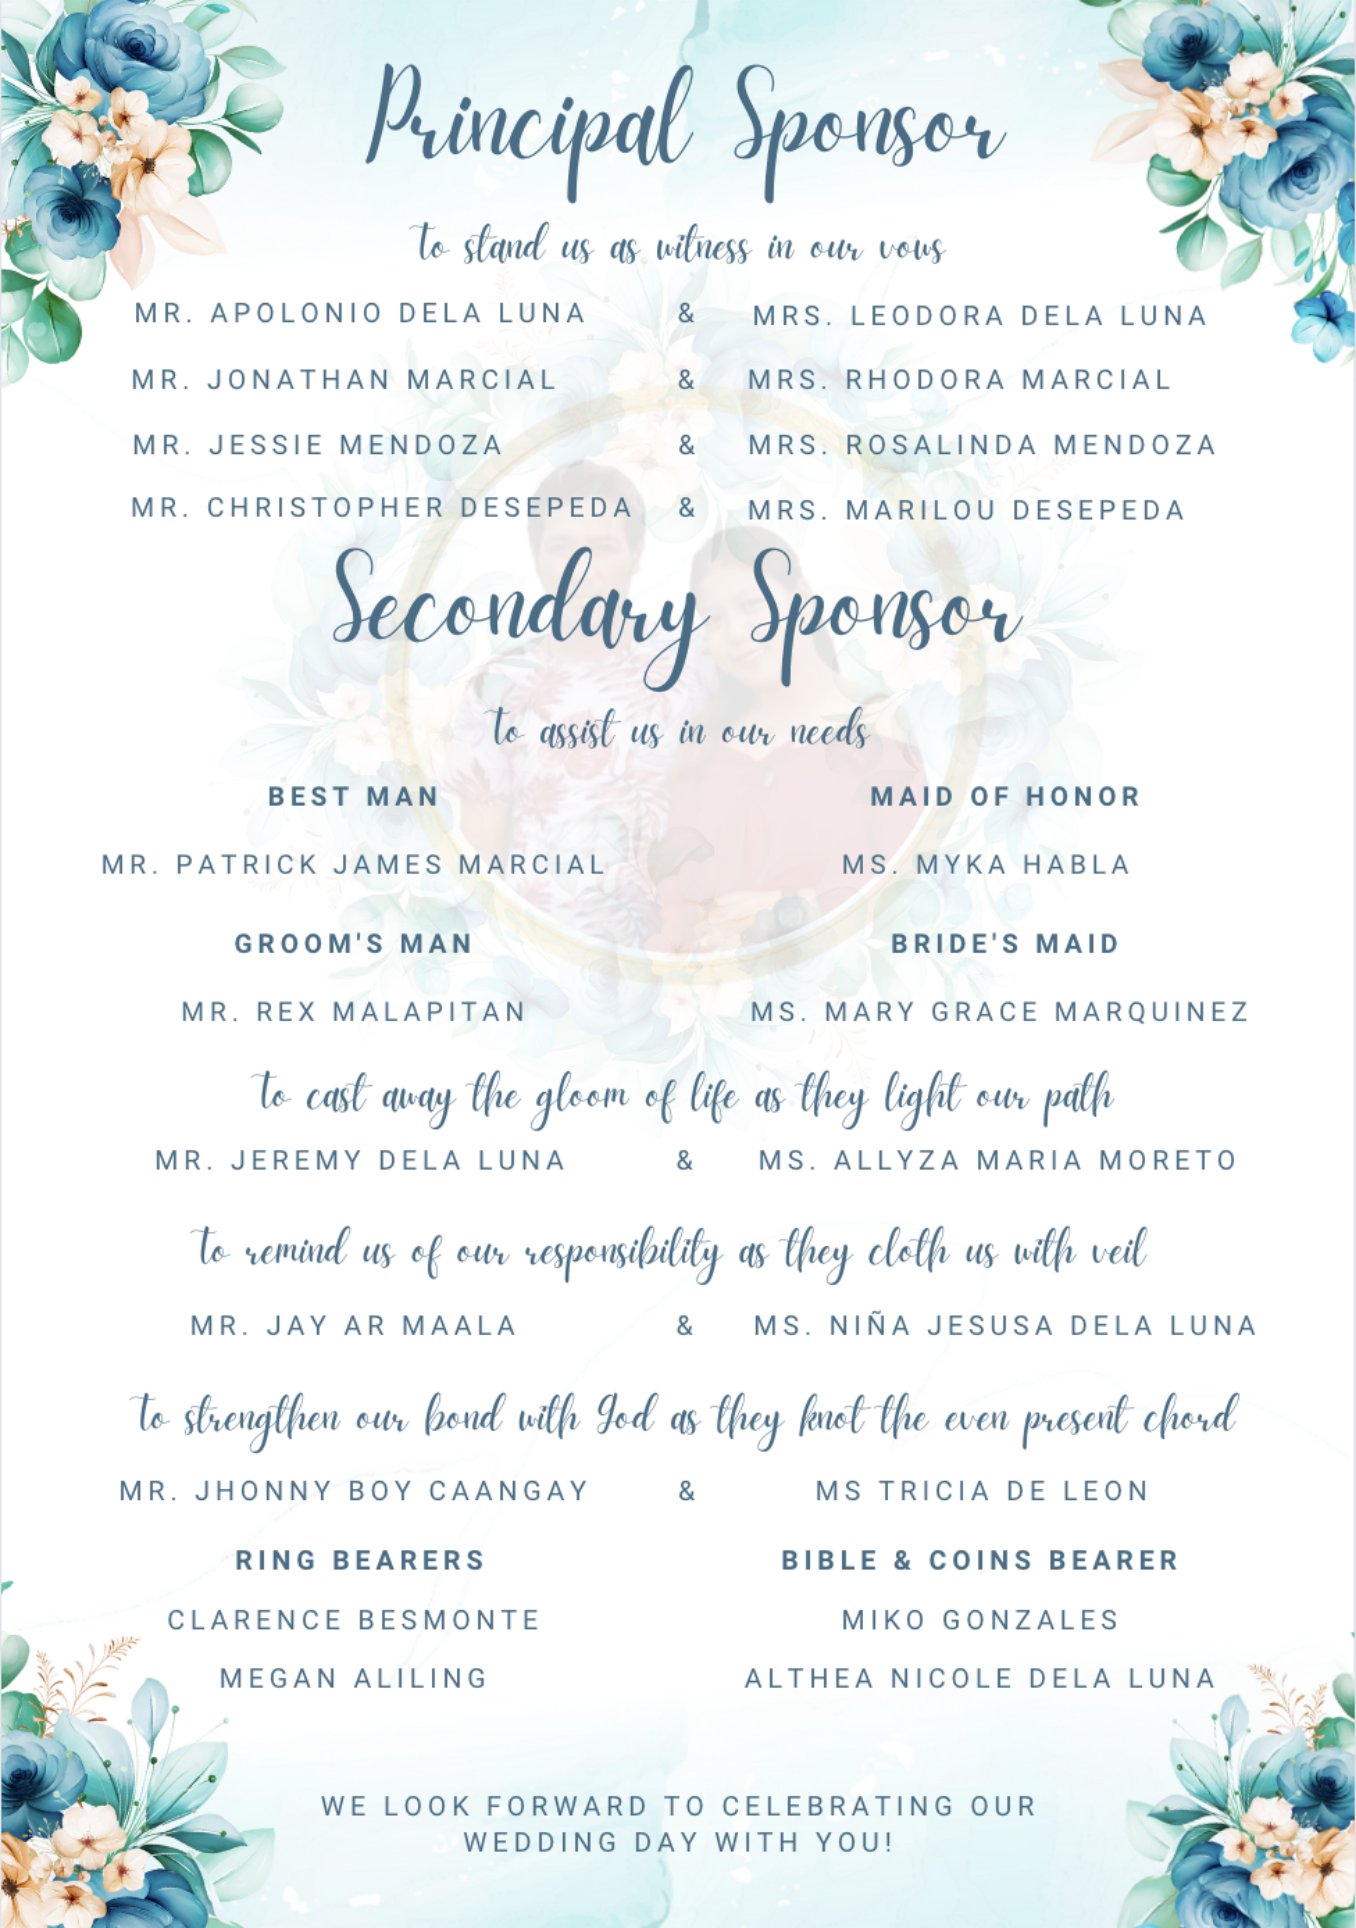 Principal Sponsor
to stand us as witness in our vows
MR. APOLONIO DELA LUNA & MRS. LEODORA DELA LUNA
MR. JONATHAN MARCIAL & MRS. RHODORA MARCIAL
MR. JESSIE MENDOZA & MRS. ROSALINDA MENDOZA
MR. CHRISTOPHER DESEPEDA & MRS. MARILOU DESEPEDA
Secondary Sponsor
to assist us in our needs
BEST MAN MAID OF HONOR
MR. PATRICK JAMES MARCIAL MS. MYKA HABLA
GROOM'S MAN BRIDE'S MAID
MR. REX MALAPITAN MS. MARY GRACE MARQUINEZ
to cast away the gloom of life as they light our path
MR. JEREMY DELA LUNA & MS. ALLYZA MARIA MORETO
to remind us of our responsibility as they cloth us with veil
MR. JAY AR MAALA & MS. NIÑA JESUSA DELA LUNA
to strengthen our bond with God as they knot the even present chord
MR. JHONNY BOY CAANGAY & MS TRICIA DE LEON
RING BEARERS BIBLE & COINS BEARER
CLARENCE BESMONTE MIKO GONZALES
MEGAN ALILING ALTHEA NICOLE DELA LUNA
WE LOOK FORWARD TO CELEBRATING OUR
WEDDING DAY WITH YOU!